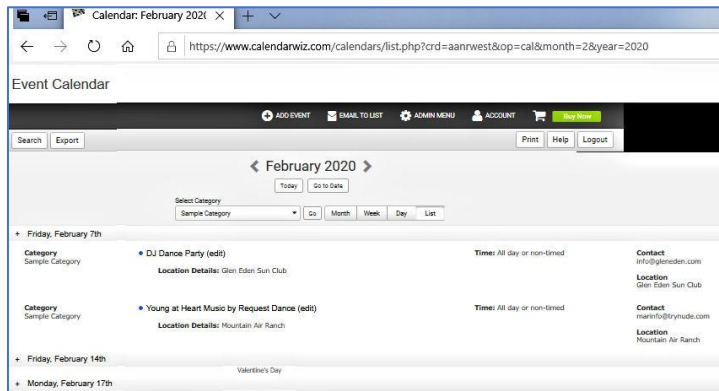 Calendar: February 202(
https://www.calendarwiz.com/calendars/list.php?crd=aanrwest&op=cal&month=2&year=2020
Event Calendar
ADD EVENT EMAIL TO LIST ADMIN MENU ACCOUNT Buy Now
Search Export Print Help Logout
February 2020
Today Go to Date
Select Category
Sample Category Go Month Week Day List
+ Friday, February 7th
Category • DJ Dance Party (edit) Time: All day or non-timed Contact
Sample Category info@gleneden.com
Location Details: Glen Eden Sun Club
Location
Glen Eden Sun Club
Category • Young at Heart Music by Request Dance (edit) Time: All day or non-timed Contact
Sample Category marinfo@trynude.com
Location Details: Mountain Air Ranch
Location
Mountain Air Ranch
+ Friday, February 14th
Valentine's Day
+ Monday, February 17th